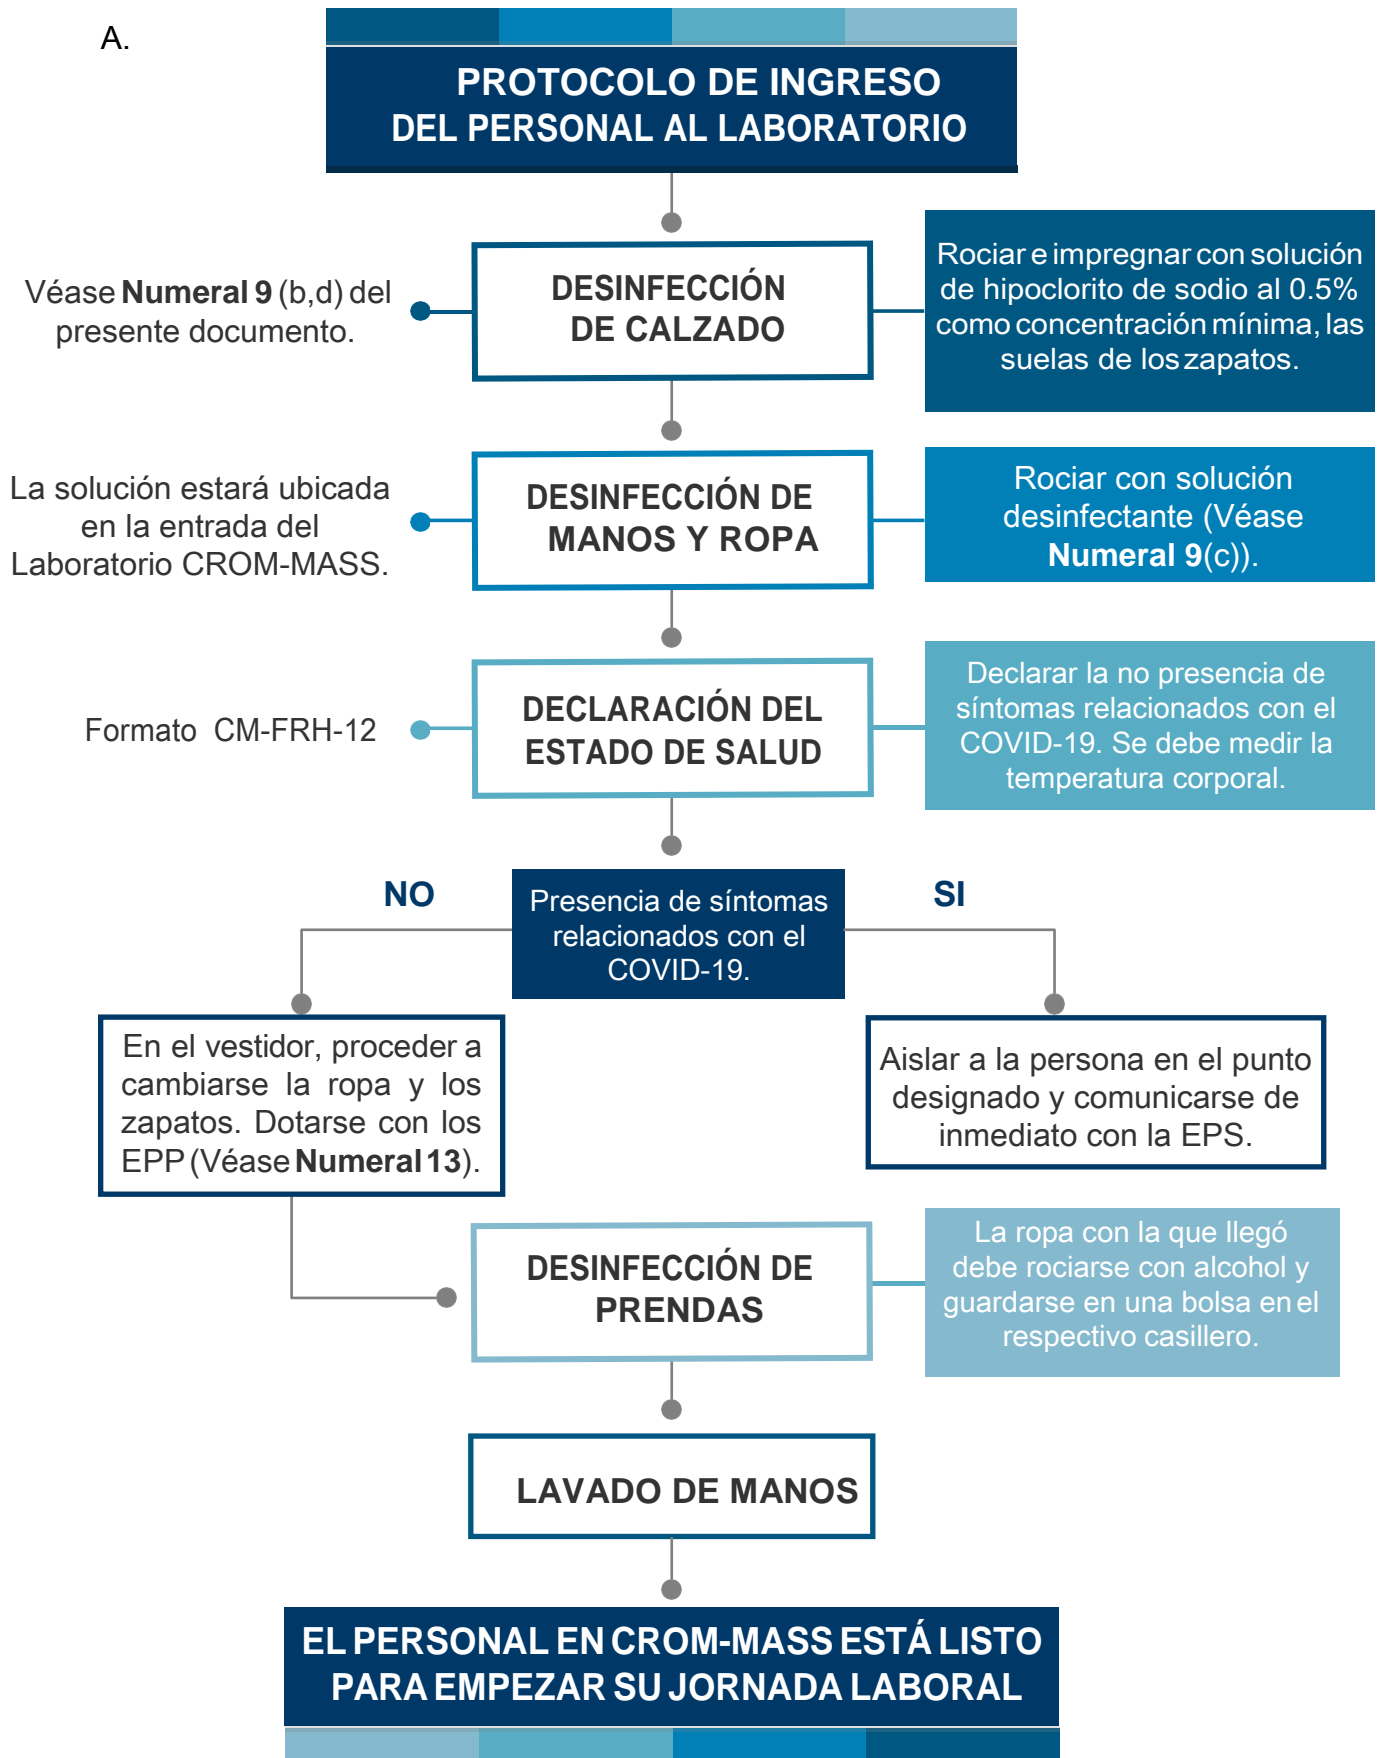 A.
PROTOCOLO DE INGRESO
DEL PERSONAL AL LABORATORIO
Véase Numeral 9 (b,d) del
presente documento.
DESINFECCIÓN
DE CALZADO
Rociar e impregnar con solución
de hipoclorito de sodio al 0.5%
como concentración mínima, las
suelas de los zapatos.
La solución estará ubicada
en la entrada del
Laboratorio CROM-MASS.
DESINFECCIÓN DE
MANOS Y ROPA
Rociar con solución
desinfectante (Véase
Numeral 9(c)).
Formato CM-FRH-12
DECLARACIÓN DEL
ESTADO DE SALUD
Declarar la no presencia de
síntomas relacionados con el
COVID-19. Se debe medir la
temperatura corporal.
NO
Presencia de síntomas
relacionados con el
COVID-19.
SI
En el vestidor, proceder a
cambiarse la ropa y los
zapatos. Dotarse con los
EPP (Véase Numeral 13).
Aislar a la persona en el punto
designado y comunicarse de
inmediato con la EPS.
DESINFECCIÓN DE
PRENDAS
La ropa con la que llegó
debe rociarse con alcohol y
guardarse en una bolsa en el
respectivo casillero.
LAVADO DE MANOS
EL PERSONAL EN CROM-MASS ESTÁ LISTO
PARA EMPEZAR SU JORNADA LABORAL